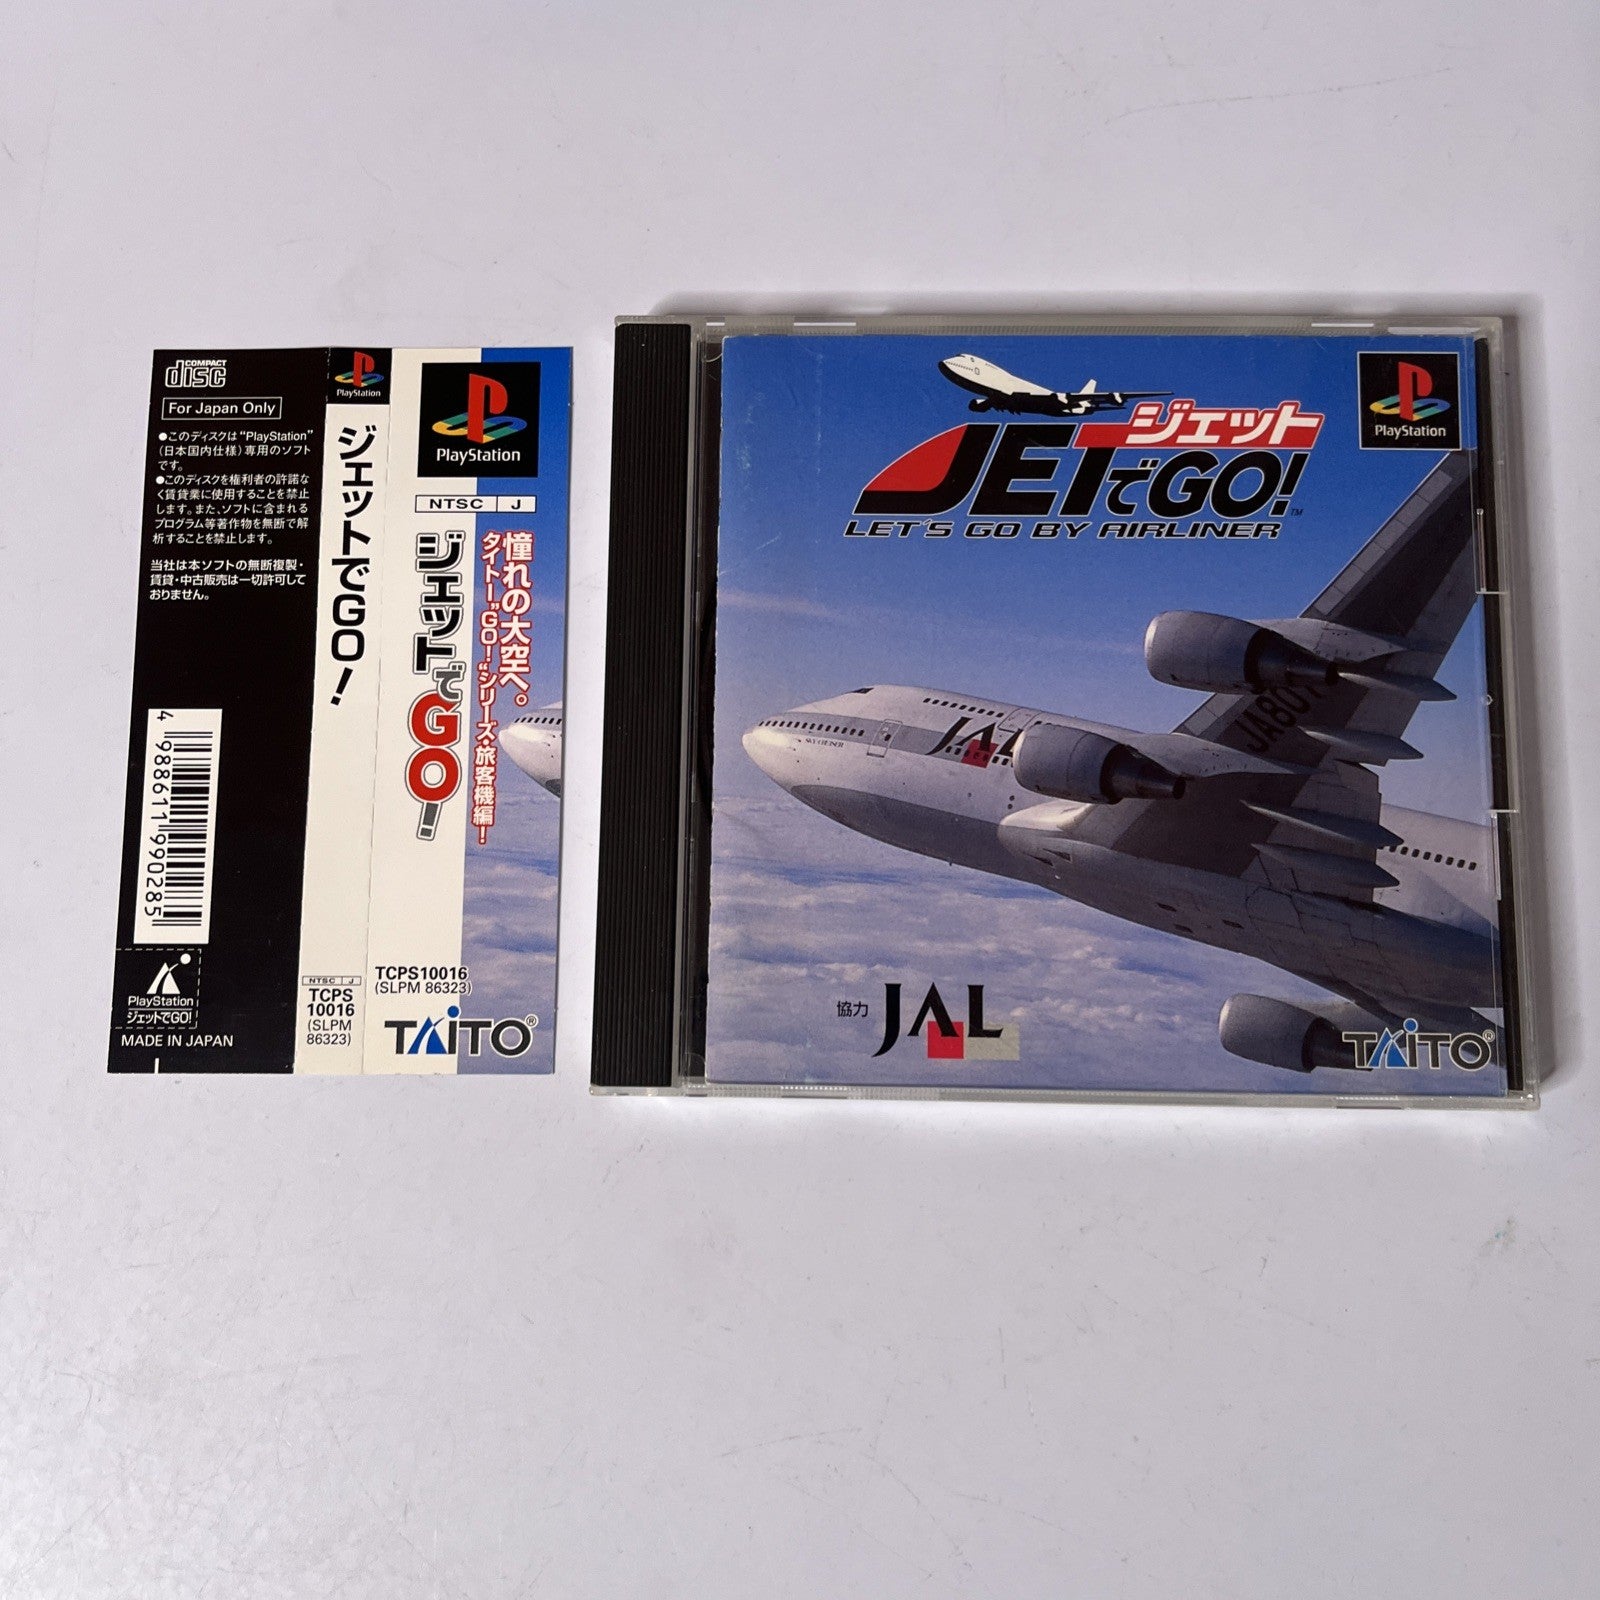 COMPACT
disc
For Japan Only
●このディスクは“PlayStation”
(日本国内仕様)専用のソフト
です。
●このディスクを権利者の許諾な
く賃貸業に使用することを禁止
します。また、ソフトに含まれる
プログラム等著作物を無断で解
析することを禁止します。
当社は本ソフトの無断複製・
賃貸・中古販売は一切許可して
おりません。
4 988611 990285
PlayStation
ジェットでGO!
MADE IN JAPAN
PlayStation
ジェットでGO!
NTSC J
TCPS
10016
(SLPM
86323)
PlayStation
NTSC J
憧れの大空へ。
タイトー“GO!”シリーズ・旅客機編!
ジェットでGO!
TCPS10016
(SLPM 86323)
TAITO®
PlayStation
ジェット
JETでGO!™
LET'S GO BY AIRLINER
JA801
SKY CRUISER
JAL
協力 JAL
TAITO®